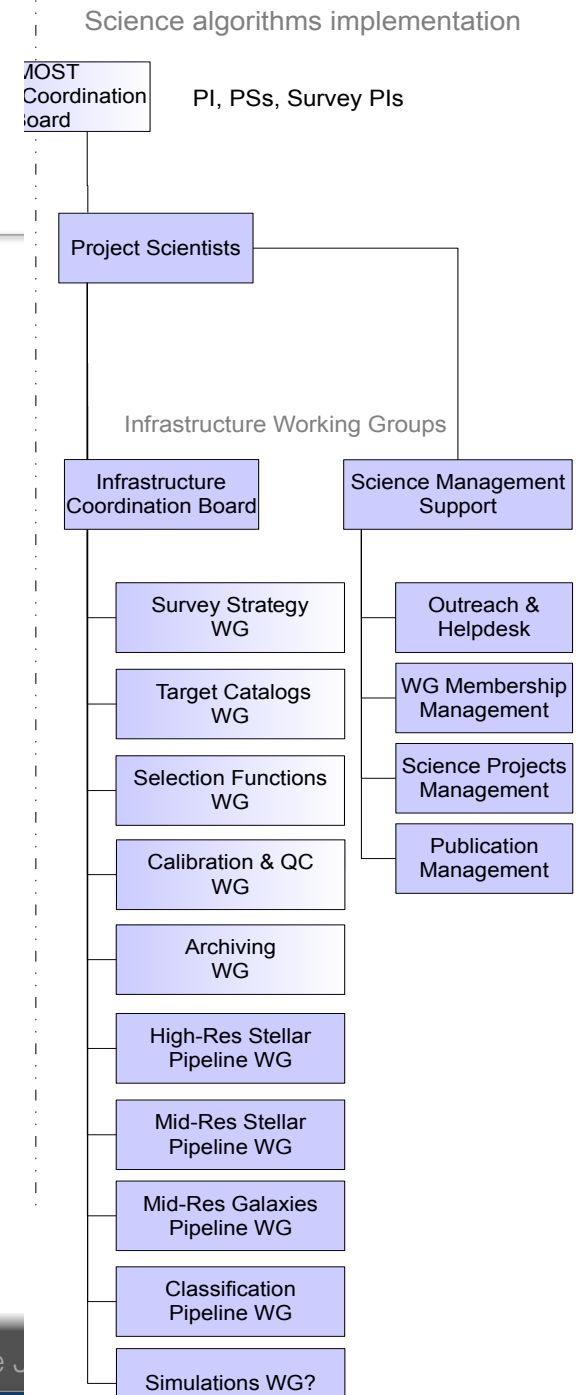 Science algorithms implementation
MOST
Coordination
Board
PI, PSs, Survey PIs
Project Scientists
Infrastructure Working Groups
Infrastructure
Coordination Board
Science Management
Support
Survey Strategy
WG
Target Catalogs
WG
Selection Functions
WG
Calibration & QC
WG
Archiving
WG
High-Res Stellar
Pipeline WG
Mid-Res Stellar
Pipeline WG
Mid-Res Galaxies
Pipeline WG
Classification
Pipeline WG
Simulations WG?
Outreach &
Helpdesk
WG Membership
Management
Science Projects
Management
Publication
Management